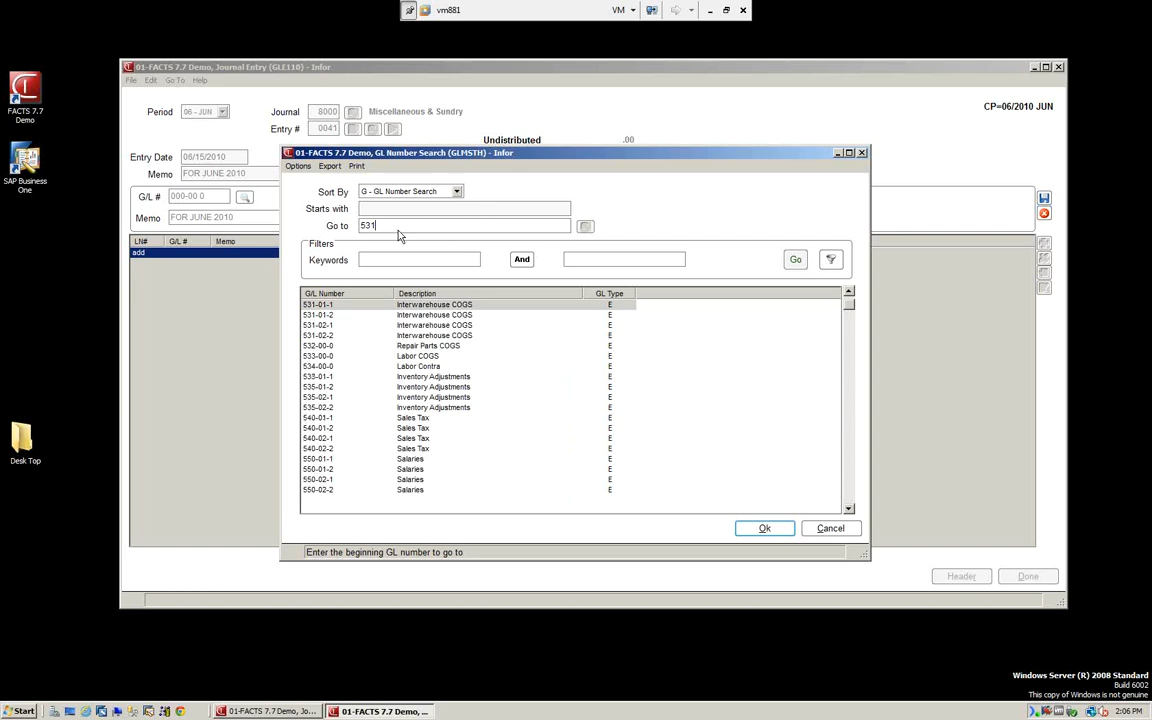 vm881
VM
01-FACTS 7.7 Demo, Journal Entry (GLE110) - Infor
File Edit Go To Help
FACTS 7.7
Demo
SAP Business
One
Desk Top
Period 06 - JUN Journal 8000 Miscellaneous & Sundry CP=06/2010 JUN
Entry # 0041
Undistributed .00
Entry Date 06/15/2010
Memo FOR JUNE 2010
G/L # 000-00 0
Memo FOR JUNE 2010
LN# G/L # Memo
add
01-FACTS 7.7 Demo, GL Number Search (GLMSTH) - Infor
Options Export Print
Sort By G - GL Number Search
Starts with
Go to 531
Filters
Keywords And Go
G/L Number Description GL Type
531-01-1 Interwarehouse COGS E
531-01-2 Interwarehouse COGS E
531-02-1 Interwarehouse COGS E
531-02-2 Interwarehouse COGS E
532-00-0 Repair Parts COGS E
533-00-0 Labor COGS E
534-00-0 Labor Contra E
535-01-1 Inventory Adjustments E
535-01-2 Inventory Adjustments E
535-02-1 Inventory Adjustments E
535-02-2 Inventory Adjustments E
540-01-1 Sales Tax E
540-01-2 Sales Tax E
540-02-1 Sales Tax E
540-02-2 Sales Tax E
550-01-1 Salaries E
550-01-2 Salaries E
550-02-1 Salaries E
550-02-2 Salaries E
Ok Cancel
Enter the beginning GL number to go to
Header Done
Windows Server (R) 2008 Standard
Build 6002
This copy of Windows is not genuine
Start 01-FACTS 7.7 Demo, Jo... 01-FACTS 7.7 Demo, ... 2:06 PM